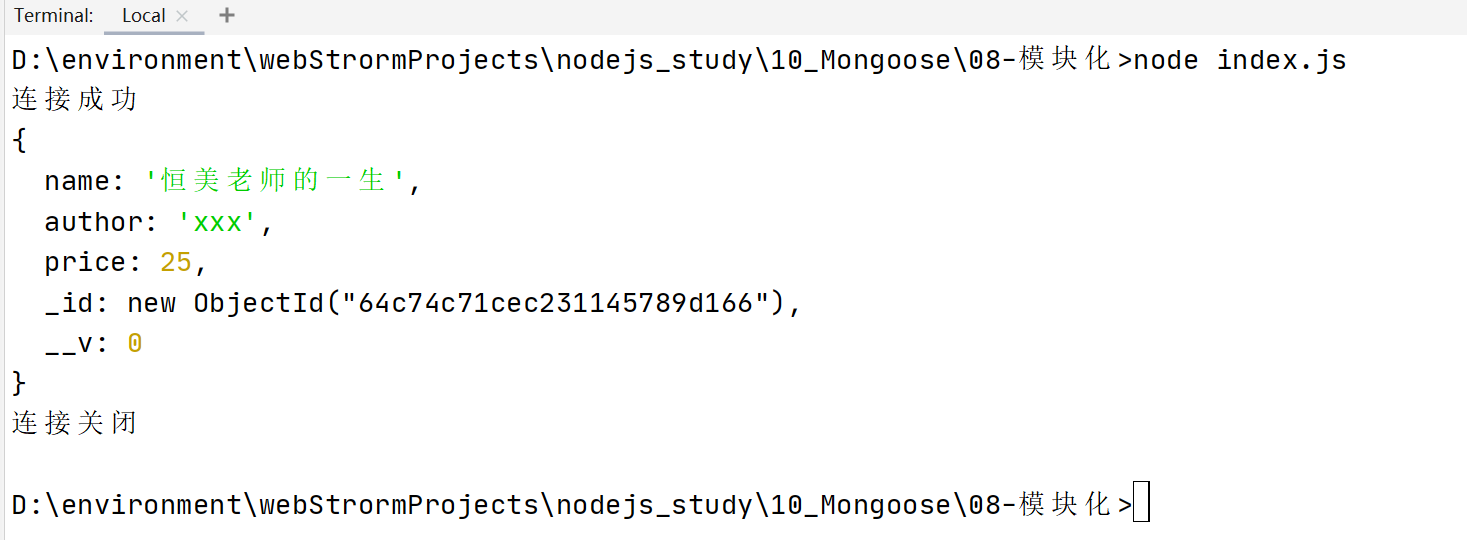 Terminal: Local × +
D:\environment\webStrormProjects\nodejs_study\10_Mongoose\08-模块化>node index.js
连接成功
{
  name: '恒美老师的一生',
  author: 'xxx',
  price: 25,
  _id: new ObjectId("64c74c71cec231145789d166"),
  __v: 0
}
连接关闭
D:\environment\webStrormProjects\nodejs_study\10_Mongoose\08-模块化>